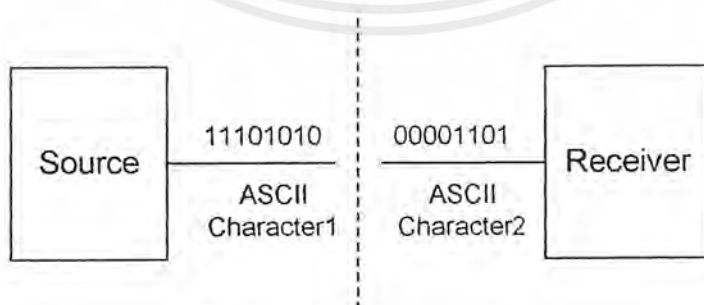 11101010
00001101
Source
Receiver
ASCII
Character1
ASCII
Character2